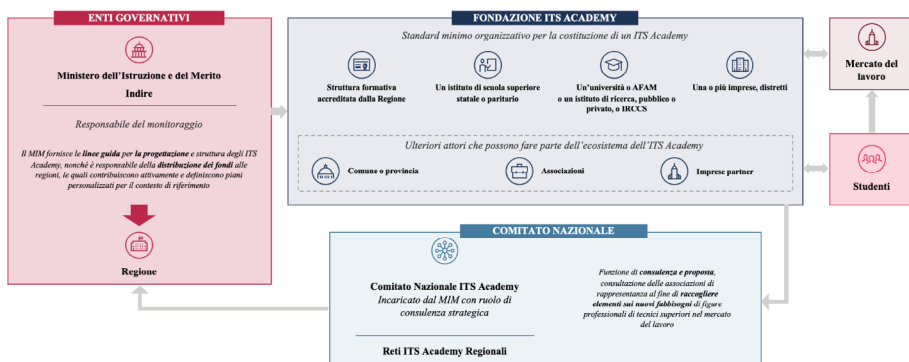 ENTI GOVERNATIVI
Ministero dell'Istruzione e del Merito
Indire
Responsabile del monitoraggio
Il MIM fornisce le linee guida per la progettazione e struttura degli ITS
Academy, nonché è responsabile della distribuzione dei fondi alle
regioni, le quali contribuiscono attivamente e definiscono piani
personalizzati per il contesto di riferimento
Regione
FONDAZIONE ITS ACADEMY
Standard minimo organizzativo per la costituzione di un ITS Academy
Struttura formativa
accreditata dalla Regione
Un istituto di scuola superiore
statale o paritario
Un'università o AFAM
o un istituto di ricerca, pubblico o
privato, o IRCCS
Una o più imprese, distretti
Ulteriori attori che possono fare parte dell'ecosistema dell'ITS Academy
Comune o provincia
Associazioni
Imprese partner
Mercato del
lavoro
Studenti
COMITATO NAZIONALE
Comitato Nazionale ITS Academy
Incaricato dal MIM con ruolo di
consulenza strategica
Reti ITS Academy Regionali
Funzione di consulenza e proposta,
consultazione delle associazioni di
rappresentanza al fine di raccogliere
elementi sui nuovi fabbisogni di figure
professionali di tecnici superiori nel mercato
del lavoro